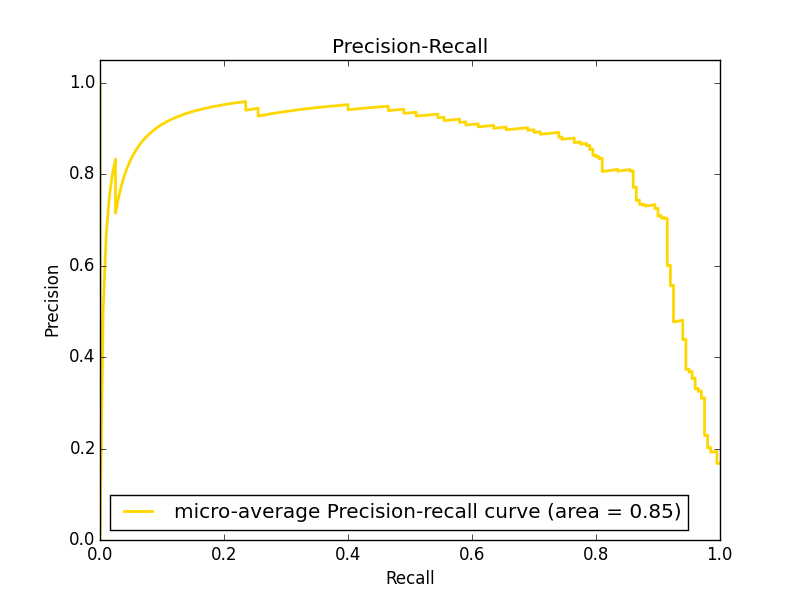 Precision-Recall
1.0
0.8
0.6
0.4
0.2
0.0
Precision
micro-average Precision-recall curve (area = 0.85)
0.0 0.2 0.4 0.6 0.8 1.0
Recall